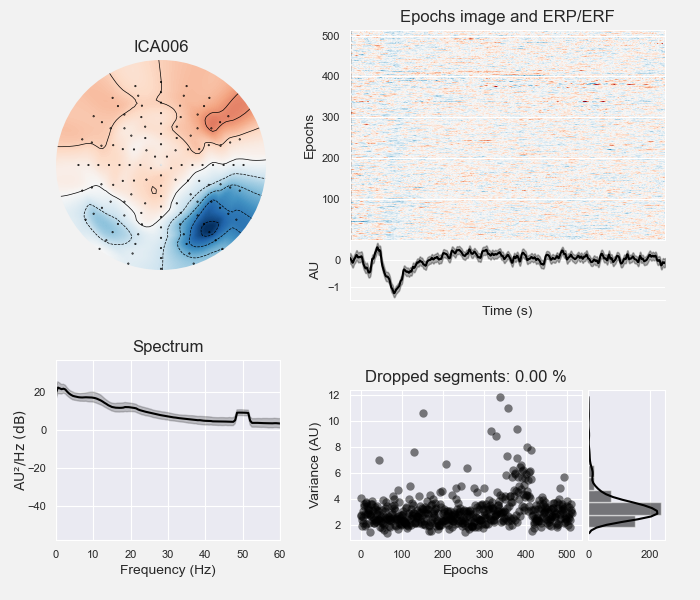 ICA006
Epochs image and ERP/ERF
Epochs
500
400
300
200
100
AU
0
−1
Time (s)
Spectrum
AU²/Hz (dB)
20
0
−20
−40
0 10 20 30 40 50 60
Frequency (Hz)
Dropped segments: 0.00 %
Variance (AU)
12
10
8
6
4
2
0 100 200 300 400 500
Epochs
0 200